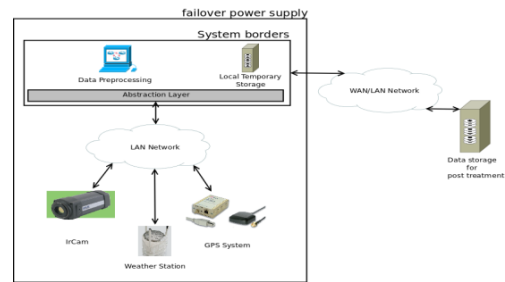 failover power supply
System borders
Data Preprocessing
Local Temporary
Storage
Abstraction Layer
WAN/LAN Network
LAN Network
Data storage
for
post treatment
IrCam
GPS System
Weather Station